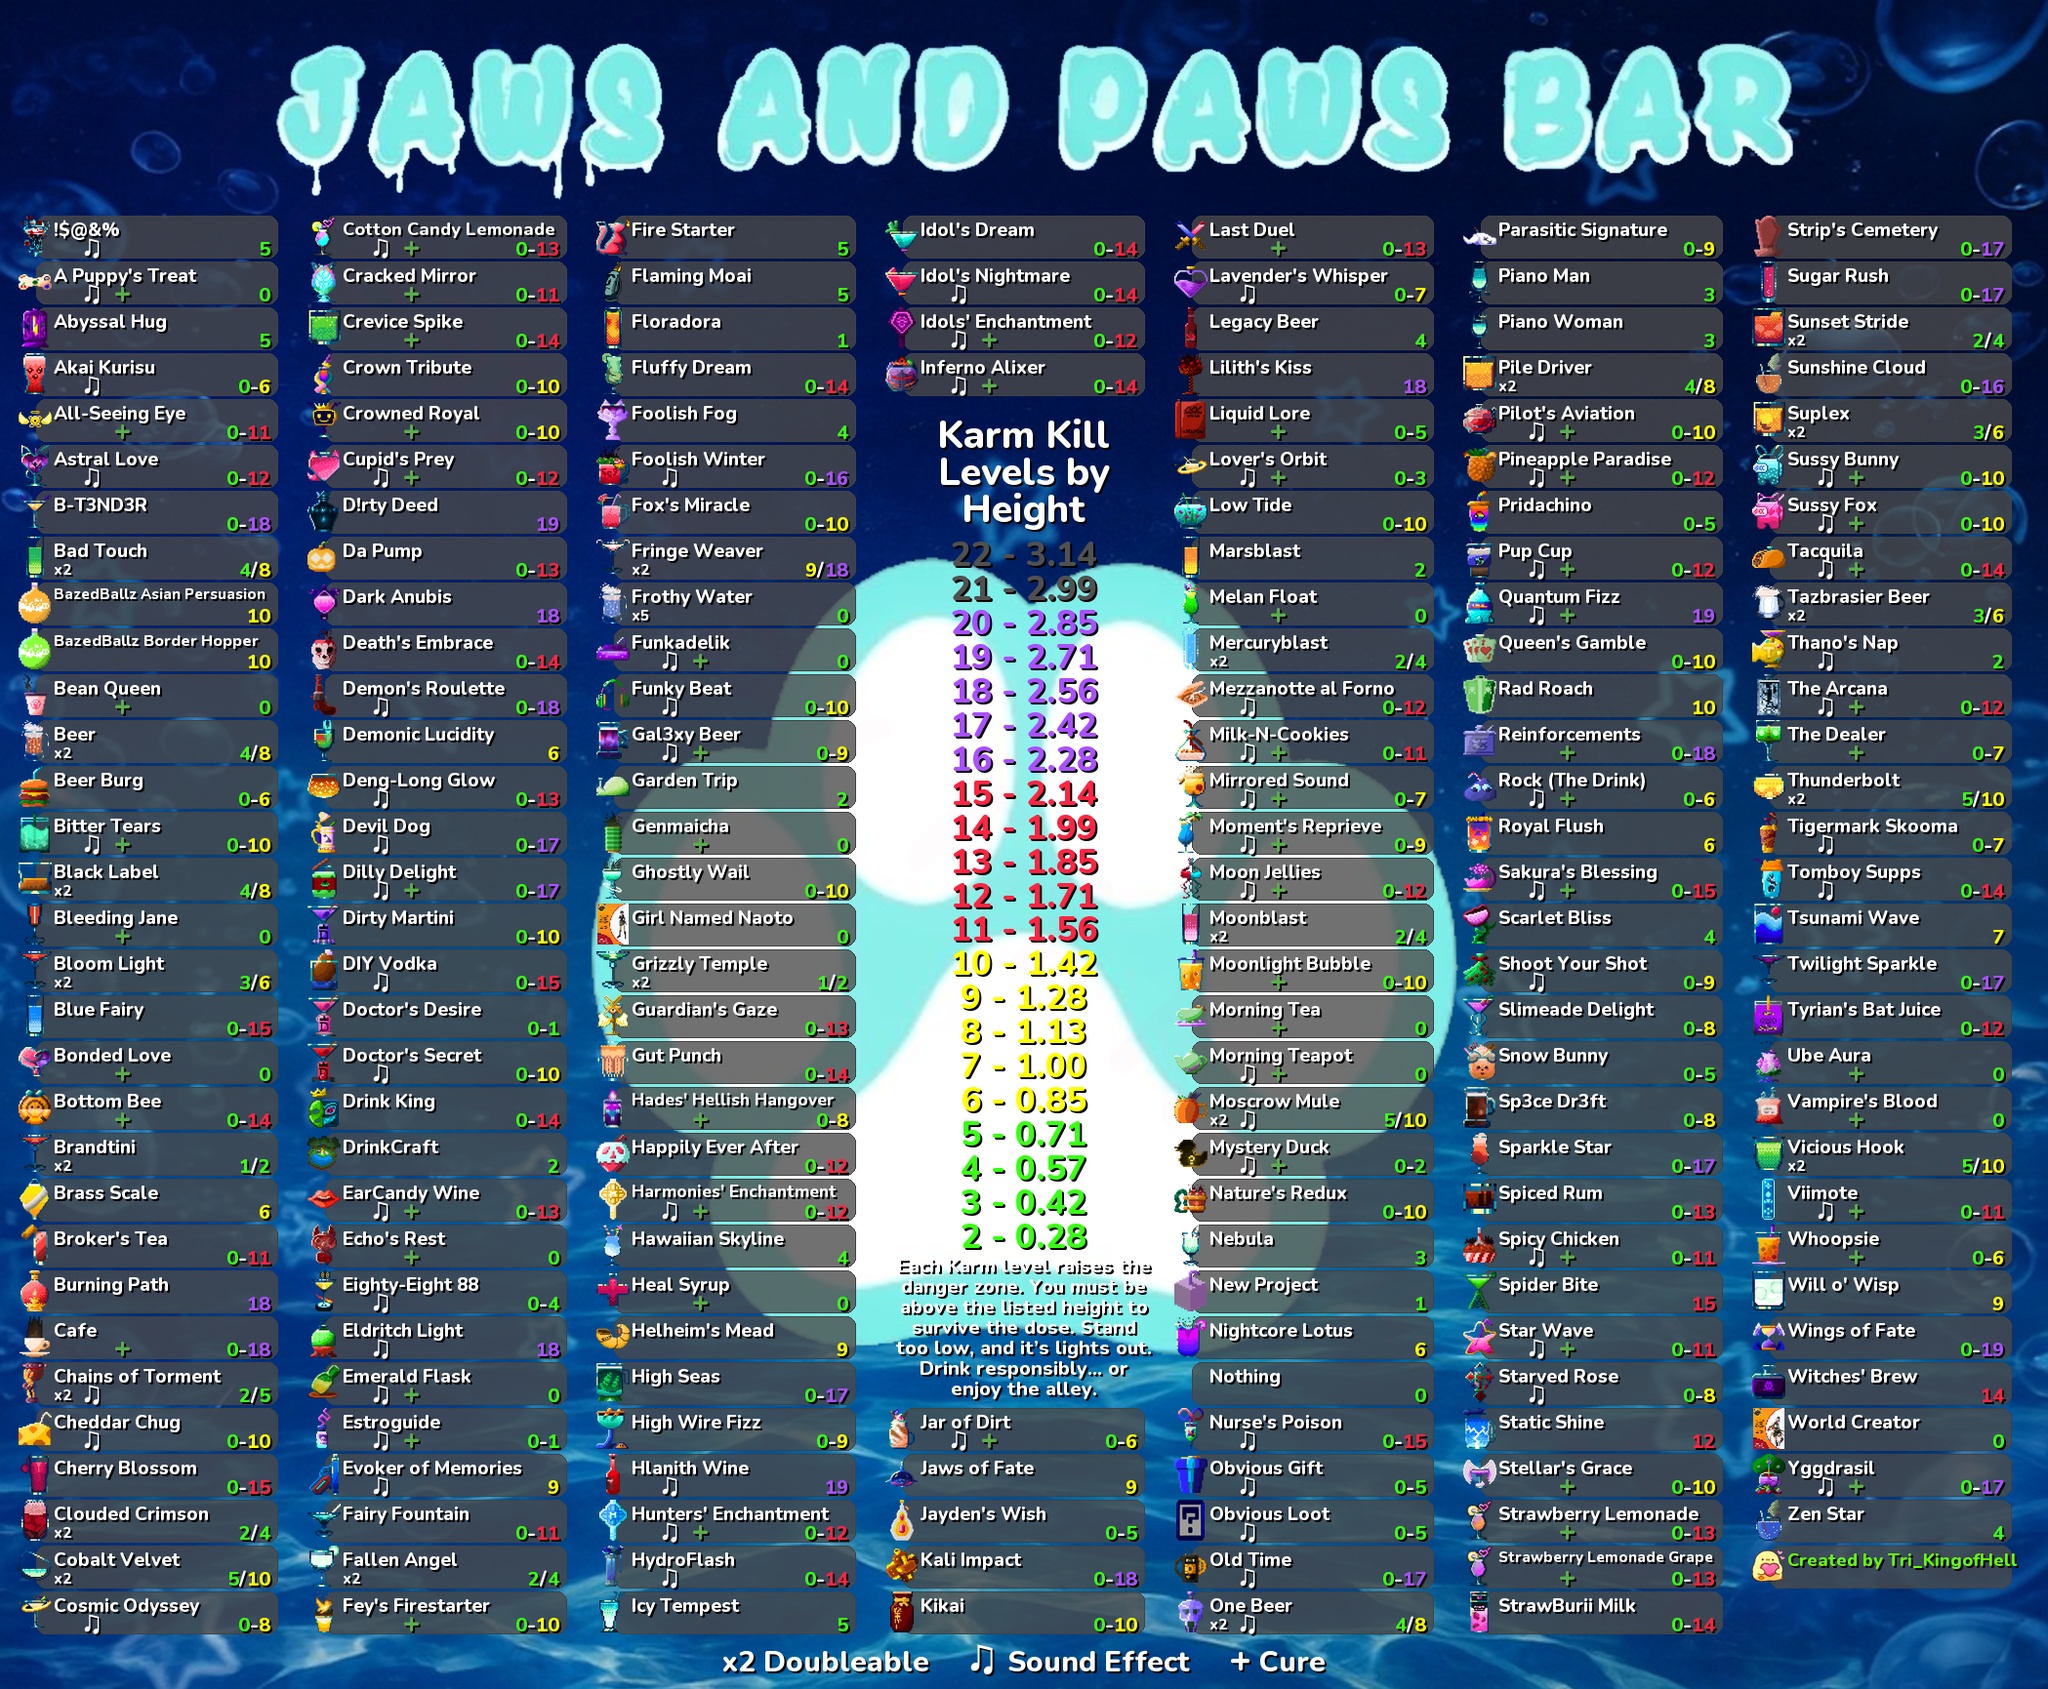 JAWS AND PAWS BAR
!$@&%
♫ 5
A Puppy's Treat
♫ + 0
Abyssal Hug
5
Akai Kurisu
♫ 0-6
All-Seeing Eye
+ 0-11
Astral Love
♫ 0-12
B-T3ND3R
0-18
Bad Touch
x2 4/8
BazedBallz Asian Persuasion
10
BazedBallz Border Hopper
10
Bean Queen
+ 0
Beer
x2 4/8
Beer Burg
0-6
Bitter Tears
♫ + 0-10
Black Label
x2 4/8
Bleeding Jane
+ 0
Bloom Light
x2 3/6
Blue Fairy
0-15
Bonded Love
+ 0
Bottom Bee
+ 0-14
Brandtini
x2 1/2
Brass Scale
6
Broker's Tea
0-11
Burning Path
18
Cafe
+ 0-18
Chains of Torment
x2 ♫ 2/5
Cheddar Chug
♫ 0-10
Cherry Blossom
0-15
Clouded Crimson
x2 2/4
Cobalt Velvet
x2 5/10
Cosmic Odyssey
♫ 0-8
Cotton Candy Lemonade
♫ + 0-13
Cracked Mirror
+ 0-11
Crevice Spike
+ 0-14
Crown Tribute
0-10
Crowned Royal
+ 0-10
Cupid's Prey
♫ + 0-12
D!rty Deed
19
Da Pump
0-13
Dark Anubis
18
Death's Embrace
0-14
Demon's Roulette
♫ 0-18
Demonic Lucidity
6
Deng-Long Glow
♫ 0-13
Devil Dog
♫ 0-17
Dilly Delight
♫ + 0-17
Dirty Martini
0-10
DIY Vodka
♫ 0-15
Doctor's Desire
0-1
Doctor's Secret
♫ 0-10
Drink King
0-14
DrinkCraft
2
EarCandy Wine
♫ + 0-13
Echo's Rest
+ 0
Eighty-Eight 88
♫ 0-4
Eldritch Light
♫ 18
Emerald Flask
♫ + 0
Estroguide
♫ + 0-1
Evoker of Memories
♫ 9
Fairy Fountain
0-11
Fallen Angel
x2 2/4
Fey's Firestarter
+ 0-10
Fire Starter
5
Flaming Moai
5
Floradora
1
Fluffy Dream
0-14
Foolish Fog
4
Foolish Winter
♫ 0-16
Fox's Miracle
0-10
Fringe Weaver
x2 9/18
Frothy Water
x5 0
Funkadelik
♫ + 0
Funky Beat
♫ 0-10
Gal3xy Beer
♫ + 0-9
Garden Trip
2
Genmaicha
+ 0
Ghostly Wail
0-10
Girl Named Naoto
0
Grizzly Temple
x2 1/2
Guardian's Gaze
0-13
Gut Punch
0-14
Hades' Hellish Hangover
+ 0-8
Happily Ever After
0-12
Harmonies' Enchantment
♫ + 0-12
Hawaiian Skyline
4
Heal Syrup
+ 0
Helheim's Mead
9
High Seas
0-17
High Wire Fizz
0-9
Hlanith Wine
19
Hunters' Enchantment
♫ + 0-12
HydroFlash
♫ 0-14
Icy Tempest
5
Idol's Dream
0-14
Idol's Nightmare
♫ 0-14
Idols' Enchantment
♫ + 0-12
Inferno Alixer
♫ + 0-14
Karm Kill
Levels by
Height
22 - 3.14
21 - 2.99
20 - 2.85
19 - 2.71
18 - 2.56
17 - 2.42
16 - 2.28
15 - 2.14
14 - 1.99
13 - 1.85
12 - 1.71
11 - 1.56
10 - 1.42
9 - 1.28
8 - 1.13
7 - 1.00
6 - 0.85
5 - 0.71
4 - 0.57
3 - 0.42
2 - 0.28
Each Karm level raises the
danger zone. You must be
above the listed height to
survive the dose. Stand
too low, and it's lights out.
Drink responsibly... or
enjoy the alley.
Jar of Dirt
♫ + 0-6
Jaws of Fate
9
Jayden's Wish
0-5
Kali Impact
0-18
Kikai
0-10
Last Duel
+ 0-13
Lavender's Whisper
♫ 0-7
Legacy Beer
4
Lilith's Kiss
18
Liquid Lore
+ 0-5
Lover's Orbit
♫ + 0-3
Low Tide
0-10
Marsblast
2
Melan Float
+ 0
Mercuryblast
x2 2/4
Mezzanotte al Forno
♫ 0-12
Milk-N-Cookies
♫ + 0-11
Mirrored Sound
♫ + 0-7
Moment's Reprieve
♫ + 0-9
Moon Jellies
♫ + 0-12
Moonblast
x2 2/4
Moonlight Bubble
+ 0-10
Morning Tea
+ 0
Morning Teapot
♫ + 0
Moscrow Mule
x2 ♫ 5/10
Mystery Duck
♫ + 0-2
Nature's Redux
0-10
Nebula
3
New Project
1
Nightcore Lotus
6
Nothing
0
Nurse's Poison
♫ 0-15
Obvious Gift
♫ 0-5
Obvious Loot
♫ 0-5
Old Time
♫ 0-17
One Beer
x2 ♫ 4/8
Parasitic Signature
0-9
Piano Man
3
Piano Woman
3
Pile Driver
x2 4/8
Pilot's Aviation
♫ + 0-10
Pineapple Paradise
♫ + 0-12
Pridachino
0-5
Pup Cup
♫ + 0-12
Quantum Fizz
♫ + 19
Queen's Gamble
0-10
Rad Roach
10
Reinforcements
+ 0-18
Rock (The Drink)
♫ + 0-6
Royal Flush
6
Sakura's Blessing
♫ + 0-15
Scarlet Bliss
4
Shoot Your Shot
♫ 0-9
Slimeade Delight
0-8
Snow Bunny
0-5
Sp3ce Dr3ft
0-8
Sparkle Star
0-17
Spiced Rum
0-13
Spicy Chicken
♫ + 0-11
Spider Bite
15
Star Wave
♫ + 0-11
Starved Rose
♫ 0-8
Static Shine
12
Stellar's Grace
+ 0-10
Strawberry Lemonade
+ 0-13
Strawberry Lemonade Grape
+ 0-13
StrawBurii Milk
0-14
Strip's Cemetery
0-17
Sugar Rush
0-17
Sunset Stride
x2 2/4
Sunshine Cloud
0-16
Suplex
x2 3/6
Sussy Bunny
♫ + 0-10
Sussy Fox
♫ + 0-10
Tacquila
♫ + 0-14
Tazbrasier Beer
x2 3/6
Thano's Nap
♫ 2
The Arcana
♫ + 0-12
The Dealer
+ 0-7
Thunderbolt
x2 5/10
Tigermark Skooma
♫ 0-7
Tomboy Supps
♫ 0-14
Tsunami Wave
7
Twilight Sparkle
0-17
Tyrian's Bat Juice
0-12
Ube Aura
+ 0
Vampire's Blood
+ 0
Vicious Hook
x2 5/10
Viimote
♫ + 0-11
Whoopsie
+ 0-6
Will o' Wisp
9
Wings of Fate
0-19
Witches' Brew
14
World Creator
0
Yggdrasil
♫ + 0-17
Zen Star
4
Created by Tri_KingofHell
x2 Doubleable ♫ Sound Effect + Cure